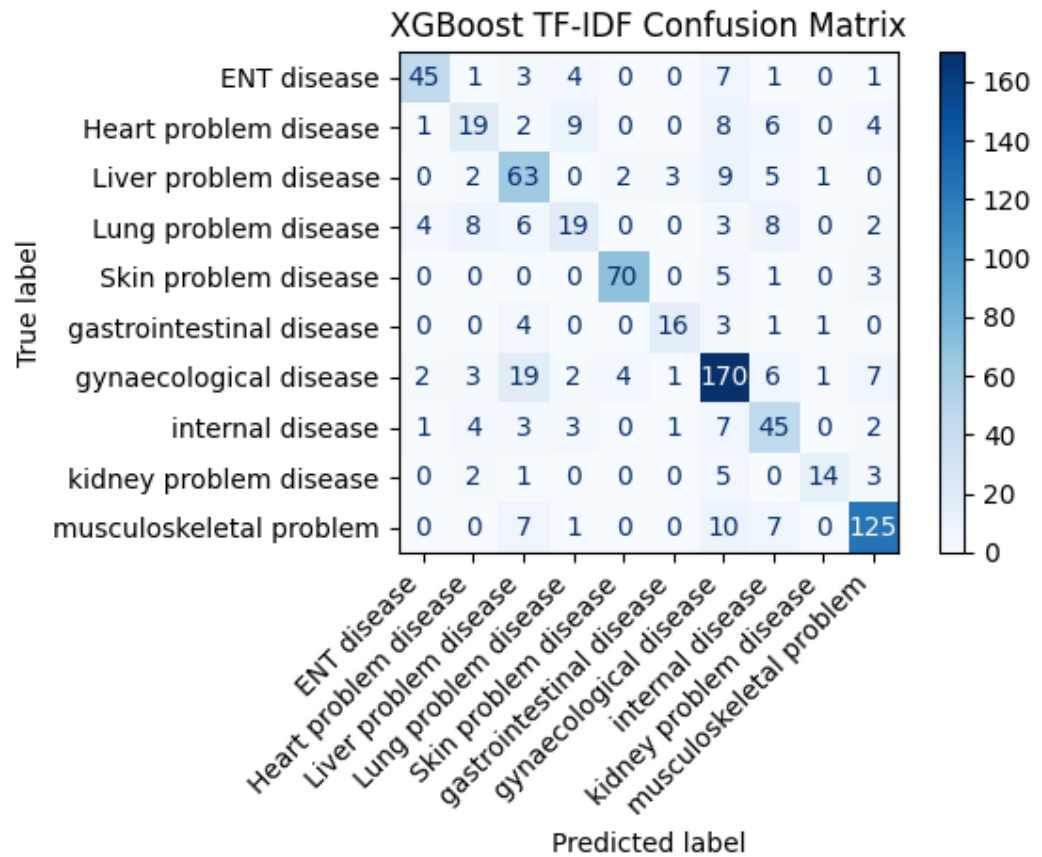 XGBoost TF-IDF Confusion Matrix
True label
ENT disease 45 1 3 4 0 0 7 1 0 1
Heart problem disease 1 19 2 9 0 0 8 6 0 4
Liver problem disease 0 2 63 0 2 3 9 5 1 0
Lung problem disease 4 8 6 19 0 0 3 8 0 2
Skin problem disease 0 0 0 0 70 0 5 1 0 3
gastrointestinal disease 0 0 4 0 0 16 3 1 1 0
gynaecological disease 2 3 19 2 4 1 170 6 1 7
internal disease 1 4 3 3 0 1 7 45 0 2
kidney problem disease 0 2 1 0 0 0 5 0 14 3
musculoskeletal problem 0 0 7 1 0 0 10 7 0 125
ENT disease
Heart problem disease
Liver problem disease
Lung problem disease
Skin problem disease
gastrointestinal disease
gynaecological disease
internal disease
kidney problem disease
musculoskeletal problem
Predicted label
160
140
120
100
80
60
40
20
0